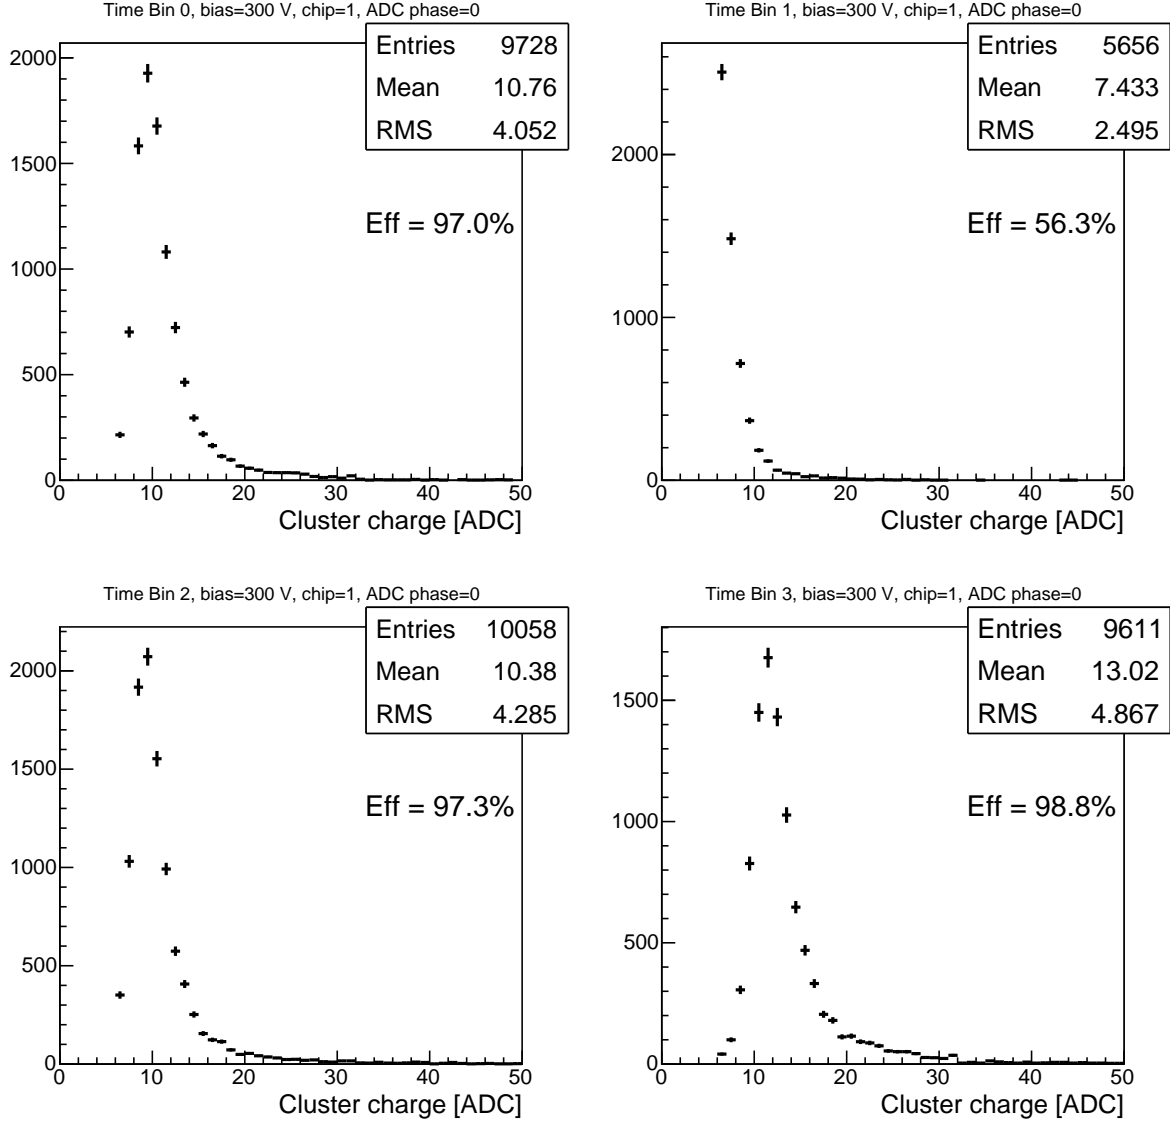 Time Bin 0, bias=300 V, chip=1, ADC phase=0
Entries 9728
Mean 10.76
RMS 4.052
Eff = 97.0%
2000
1500
1000
500
0
0 10 20 30 40 50
Cluster charge [ADC]
Time Bin 1, bias=300 V, chip=1, ADC phase=0
Entries 5656
Mean 7.433
RMS 2.495
Eff = 56.3%
2000
1000
0
0 10 20 30 40 50
Cluster charge [ADC]
Time Bin 2, bias=300 V, chip=1, ADC phase=0
Entries 10058
Mean 10.38
RMS 4.285
Eff = 97.3%
2000
1500
1000
500
0
0 10 20 30 40 50
Cluster charge [ADC]
Time Bin 3, bias=300 V, chip=1, ADC phase=0
Entries 9611
Mean 13.02
RMS 4.867
Eff = 98.8%
1500
1000
500
0
0 10 20 30 40 50
Cluster charge [ADC]